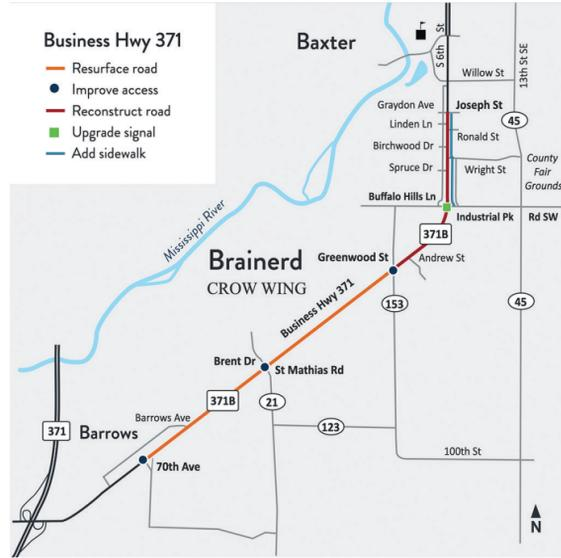 Business Hwy 371
Resurface road
Improve access
Reconstruct road
Upgrade signal
Add sidewalk
Baxter
S 6th St
Willow St
13th St SE
Graydon Ave
Joseph St
Linden Ln
45
Ronald St
Birchwood Dr
County
Fair
Grounds
Spruce Dr
Wright St
Buffalo Hills Ln
Industrial Pk
Rd SW
Mississippi River
371B
Brainerd
CROW WING
Greenwood St
Andrew St
Business Hwy 371
153
45
Brent Dr
St Mathias Rd
371B
21
Barrows Ave
123
371
Barrows
100th St
70th Ave
N